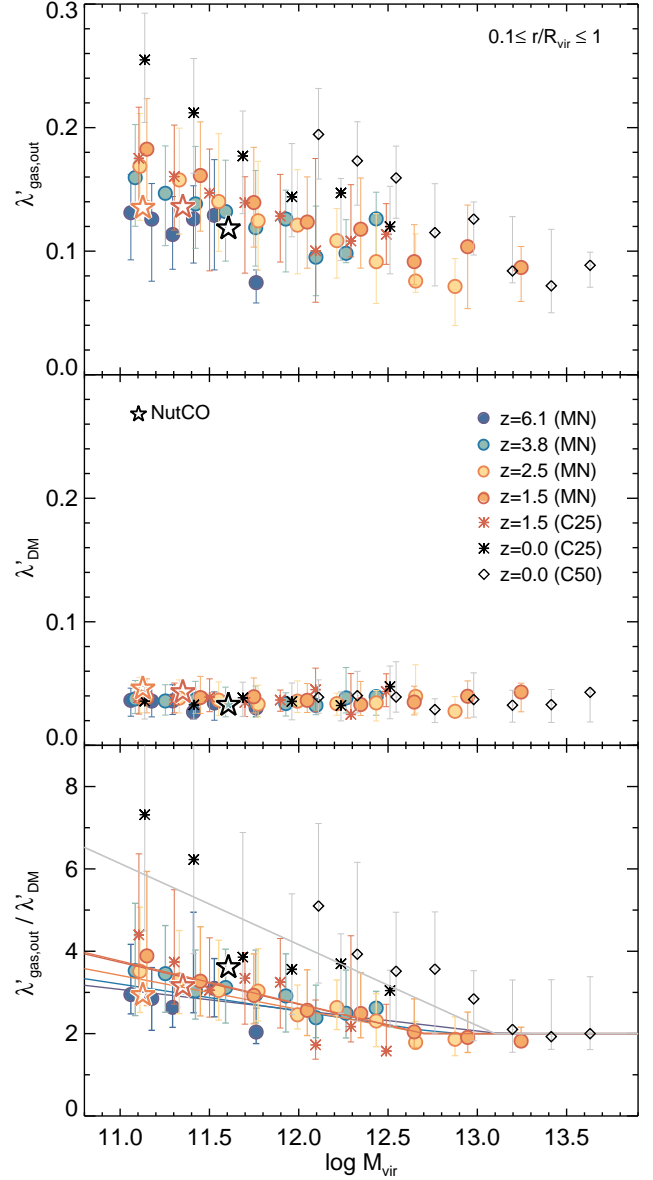 0.3
0.1≤ r/R_vir ≤ 1
0.2
λ'_gas,out
0.1
0.0
NutCO
z=6.1 (MN)
z=3.8 (MN)
z=2.5 (MN)
z=1.5 (MN)
z=1.5 (C25)
z=0.0 (C25)
z=0.0 (C50)
0.2
λ'_DM
0.1
0.0
8
6
λ'_gas,out / λ'_DM
4
2
0
11.0 11.5 12.0 12.5 13.0 13.5
log M_vir